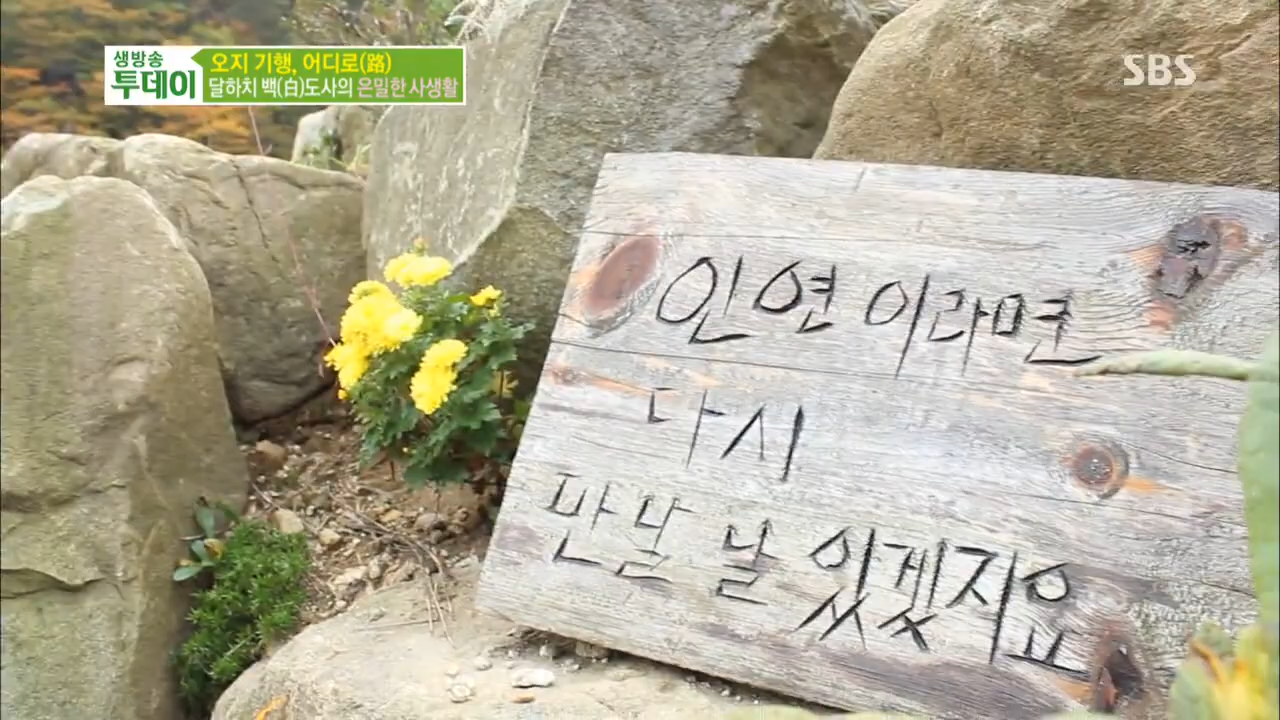 생방송
투데이
오지 기행, 어디로(路)
달하치 백(白)도사의 은밀한 사생활
SBS
인연 이라면
다시
만날 날 있겠지요